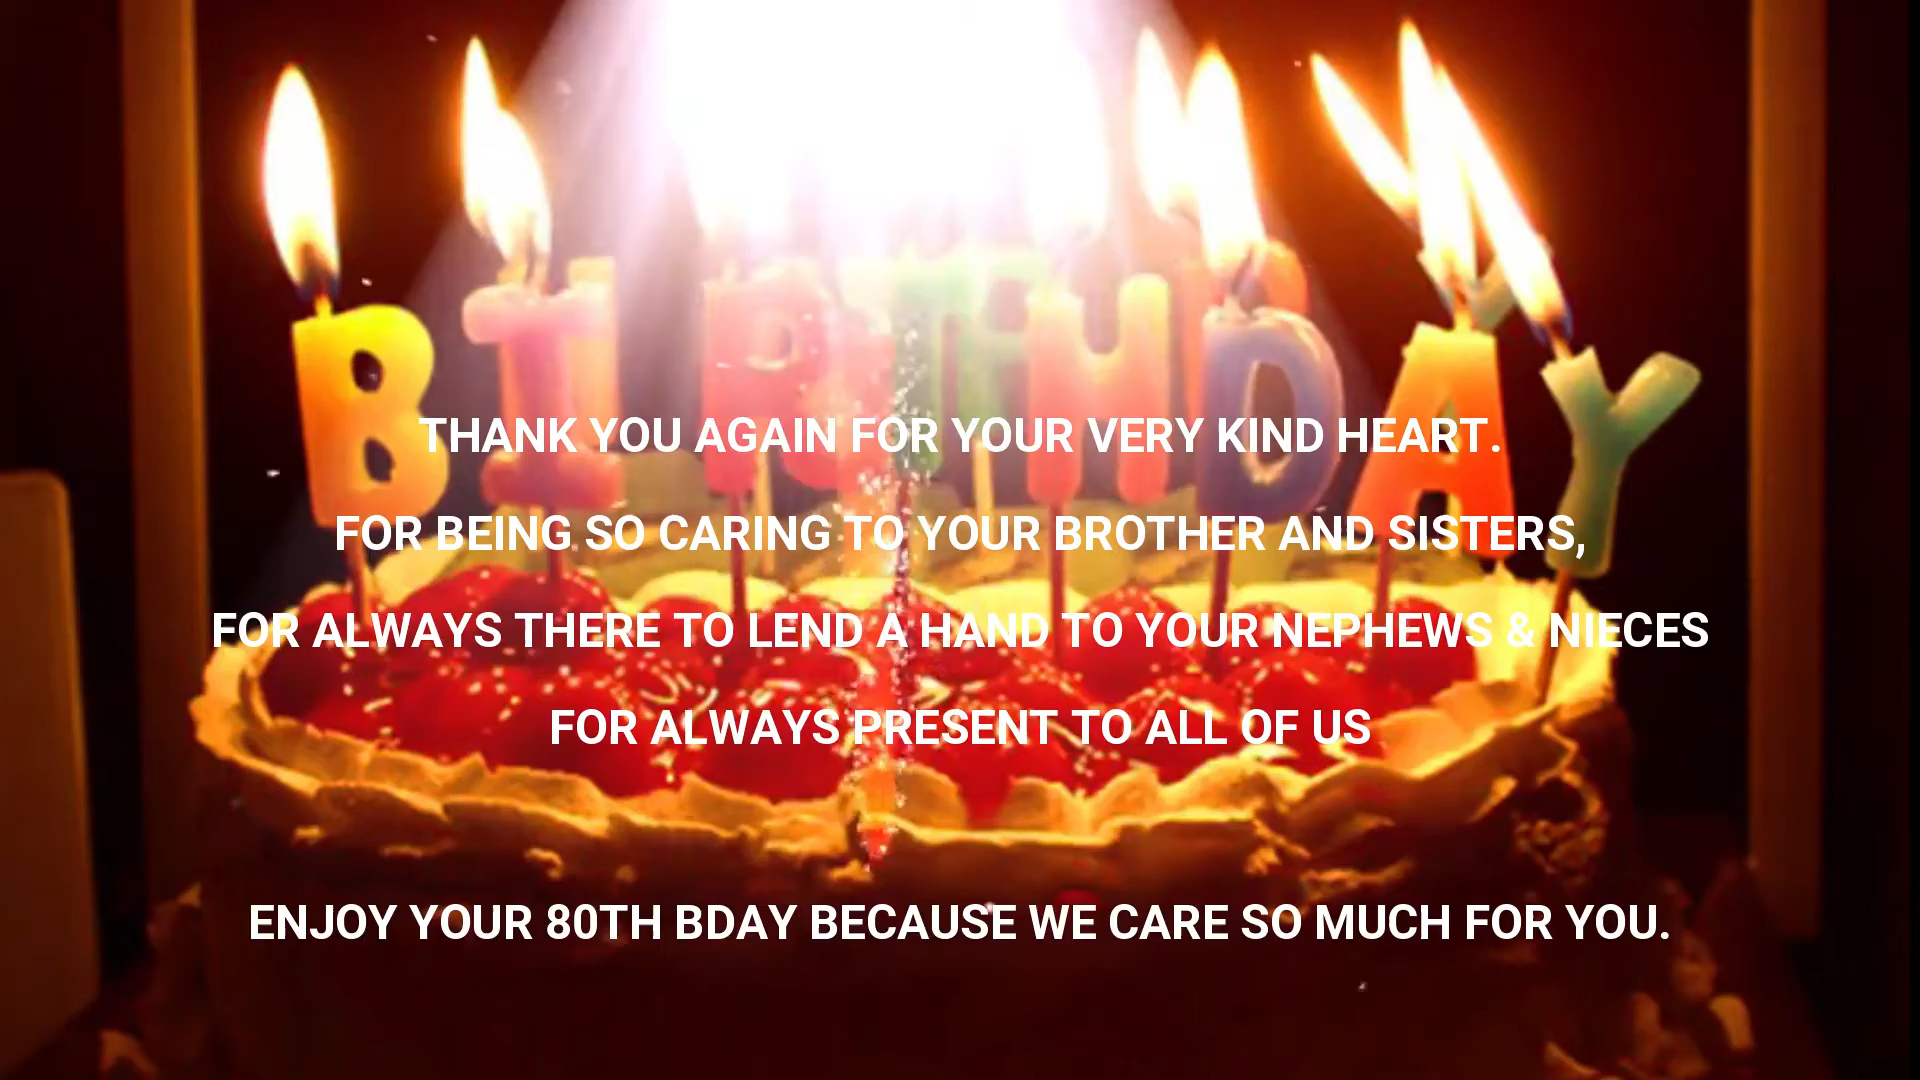 BIRTHDAY
THANK YOU AGAIN FOR YOUR VERY KIND HEART.
FOR BEING SO CARING TO YOUR BROTHER AND SISTERS,
FOR ALWAYS THERE TO LEND A HAND TO YOUR NEPHEWS & NIECES
FOR ALWAYS PRESENT TO ALL OF US
ENJOY YOUR 80TH BDAY BECAUSE WE CARE SO MUCH FOR YOU.